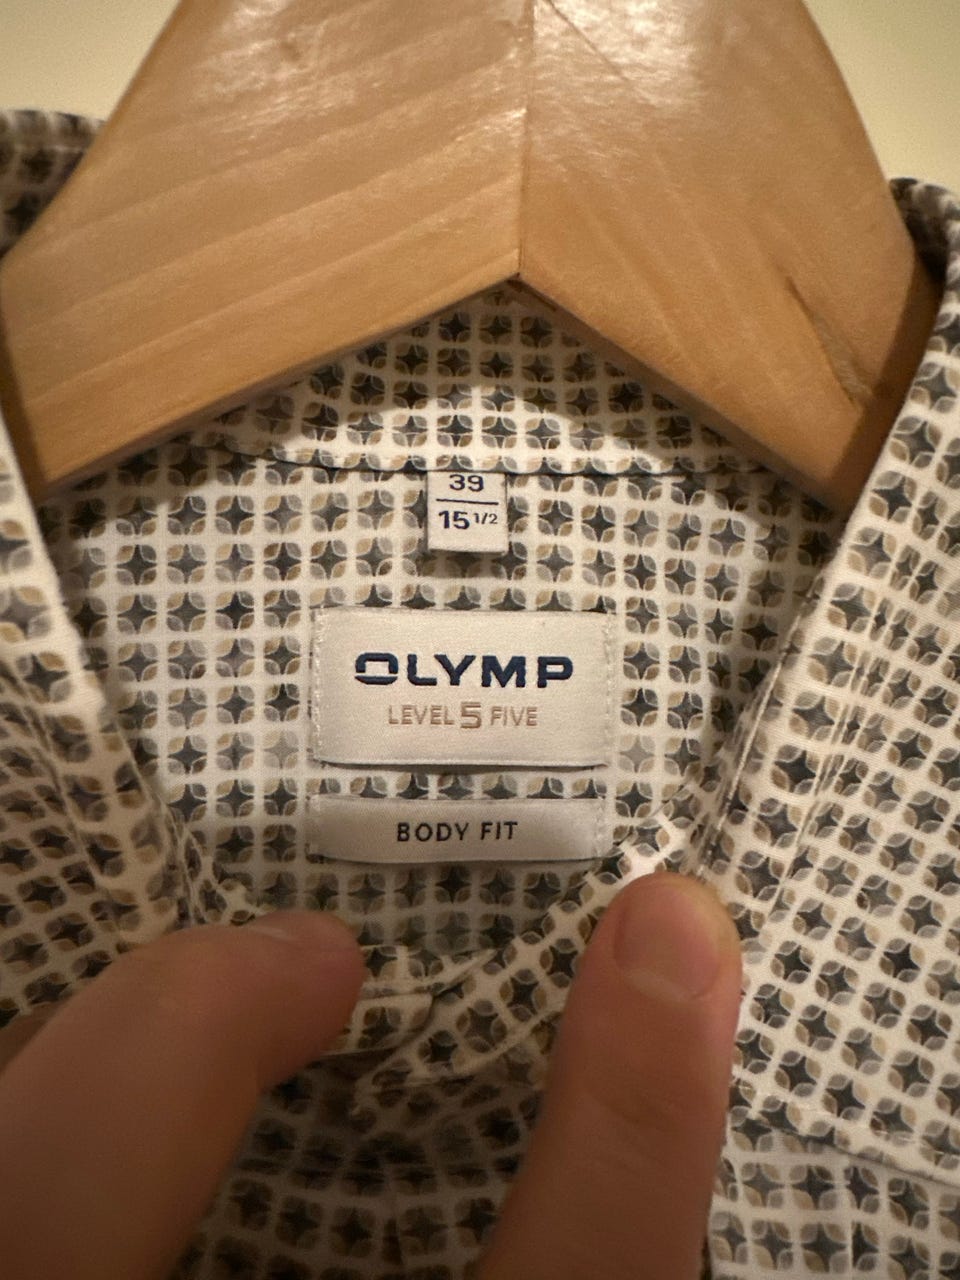 39
15 1/2
OLYMP
LEVEL 5 FIVE
BODY FIT